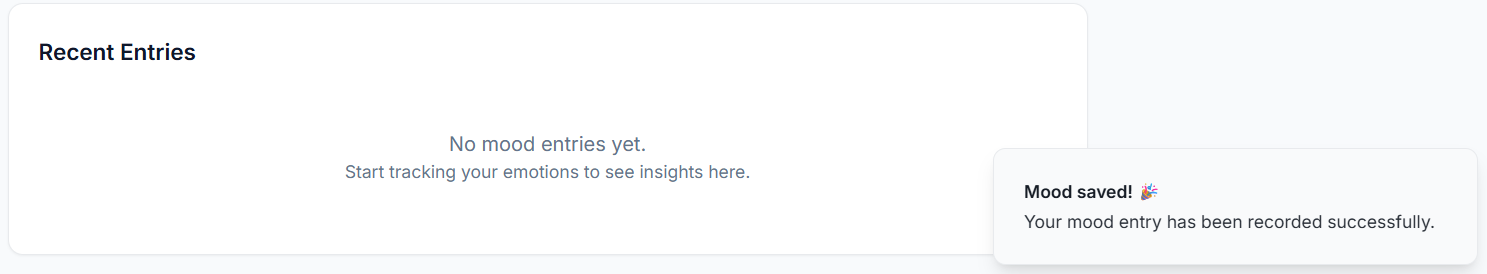 Recent Entries
No mood entries yet.
Start tracking your emotions to see insights here.
Mood saved! 🎉
Your mood entry has been recorded successfully.